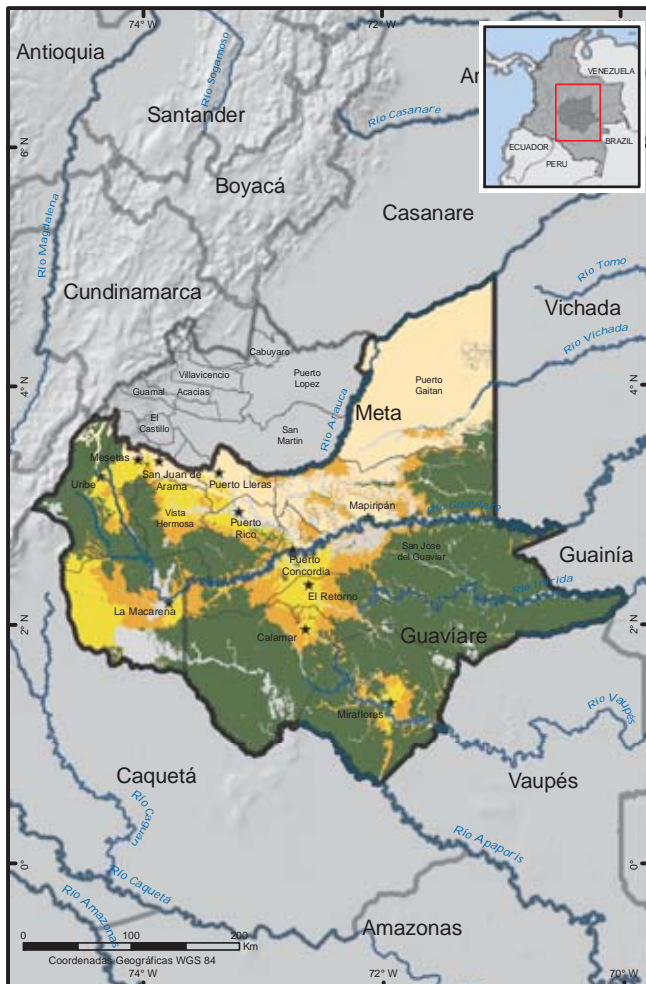 74° W
72° W
70° W
Antioquia
Río Sogamoso
Ar
VENEZUELA
ECUADOR
BRAZIL
PERU
Santander
Río Casanare
6° N
Boyacá
Casanare
Río Magdalena
Cundinamarca
Río Tomo
Vichada
Río Vichada
Cabuyaro
Villavicencio
Puerto
Lopez
Guamal
Acacias
Puerto
Gaitan
4° N
4° N
El
Castillo
San
Martin
Río Arauca
Meta
Mesetas
San Juan de
Arama
Puerto Lleras
Uribe
Vista
Hermosa
Puerto
Rico
Mapiripán
Río Guaviare
San Jose
del Guaviar
Puerto
Concordia
Guainía
Río Inirida
El Retorno
La Macarena
2° N
2° N
Calamar
Guaviare
Miraflores
Río Vaupés
Caquetá
Vaupés
Río Caguán
Río Apaporis
0°
0°
Río Caquetá
Río Amazonas
Amazonas
0
100
200
Km
Coordenadas Geográficas WGS 84
74° W
72° W
70° W